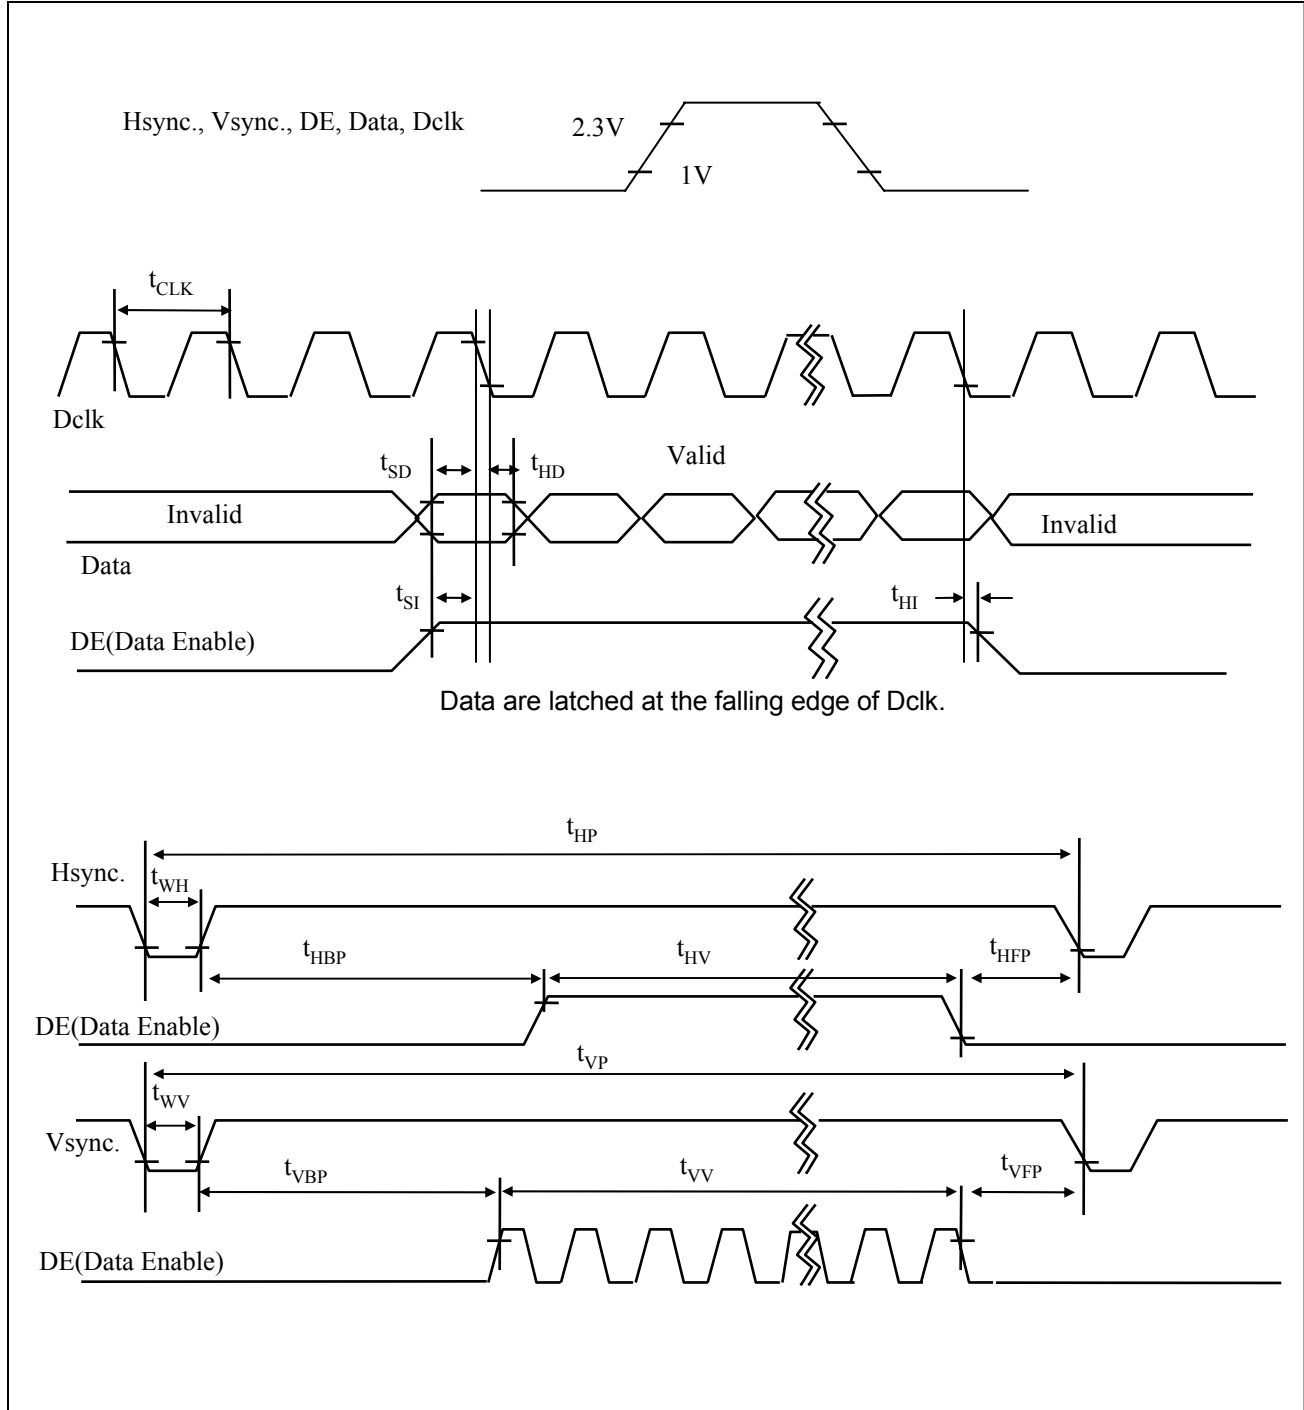 Hsync., Vsync., DE, Data, Dclk
2.3V
1V
tCLK
Dclk
tSD
tHD
Valid
Invalid
Invalid
Data
tSI
tHI
DE(Data Enable)
Data are latched at the falling edge of Dclk.
tHP
Hsync.
tWH
tHBP
tHV
tHFP
DE(Data Enable)
tVP
tWV
Vsync.
tVBP
tVV
tVFP
DE(Data Enable)